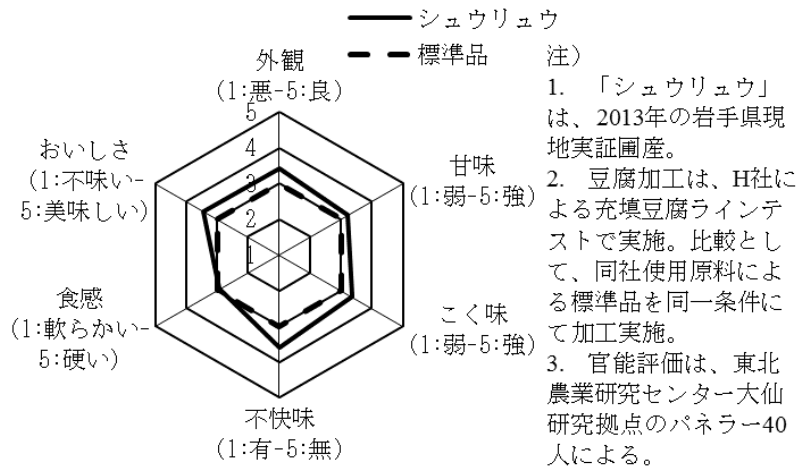 シュウリュウ
標準品
外観
(1:悪-5:良)
5
4
3
2
1
甘味
(1:弱-5:強)
こく味
(1:弱-5:強)
不快味
(1:有-5:無)
食感
(1:軟らかい-
5:硬い)
おいしさ
(1:不味い-
5:美味しい)
注）
1.　「シュウリュウ」
は、2013年の岩手県現
地実証圃産。
2.　豆腐加工は、H社に
よる充填豆腐ラインテ
ストで実施。比較とし
て、同社使用原料によ
る標準品を同一条件に
て加工実施。
3.　官能評価は、東北
農業研究センター大仙
研究拠点のパネラー40
人による。